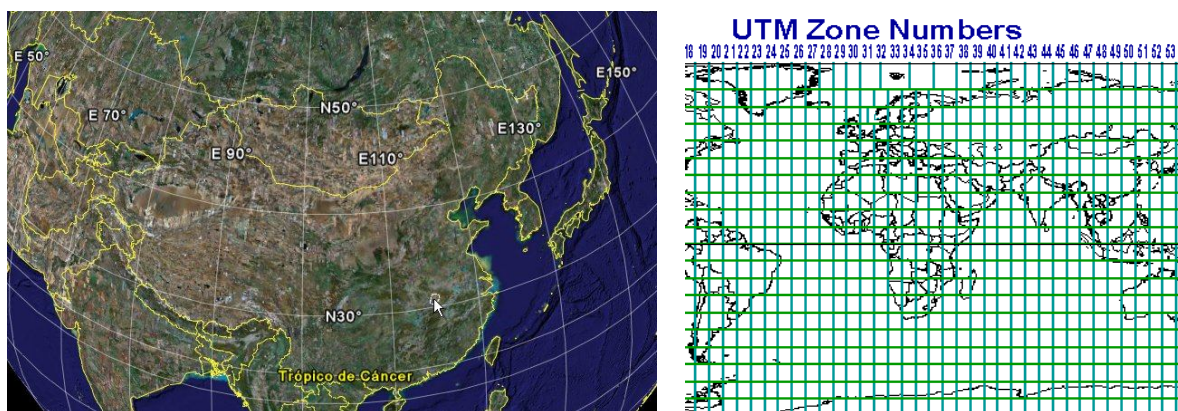 E 50°
E 70°
E 90°
N50°
E110°
E130°
E150°
N30°
Trópico de Cáncer
UTM Zone Numbers
18 19 20 21 22 23 24 25 26 27 28 29 30 31 32 33 34 35 36 37 38 39 40 41 42 43 44 45 46 47 48 49 50 51 52 53